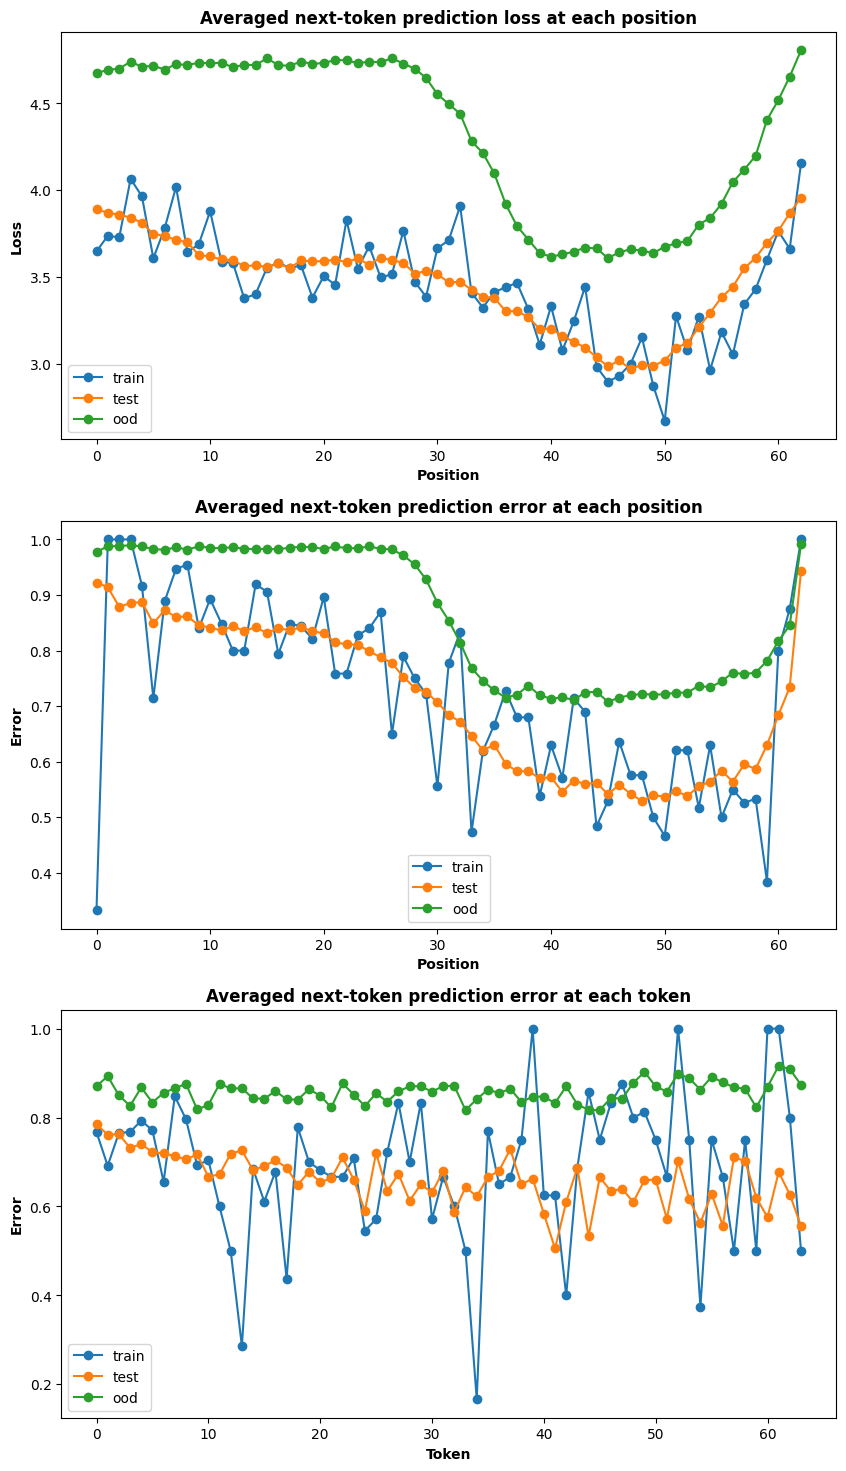 Averaged next-token prediction loss at each position
4.5
4.0
3.5
3.0
Loss
train
test
ood
0 10 20 30 40 50 60
Position
Averaged next-token prediction error at each position
1.0
0.9
0.8
0.7
0.6
0.5
0.4
Error
train
test
ood
0 10 20 30 40 50 60
Position
Averaged next-token prediction error at each token
1.0
0.8
0.6
0.4
0.2
Error
train
test
ood
0 10 20 30 40 50 60
Token